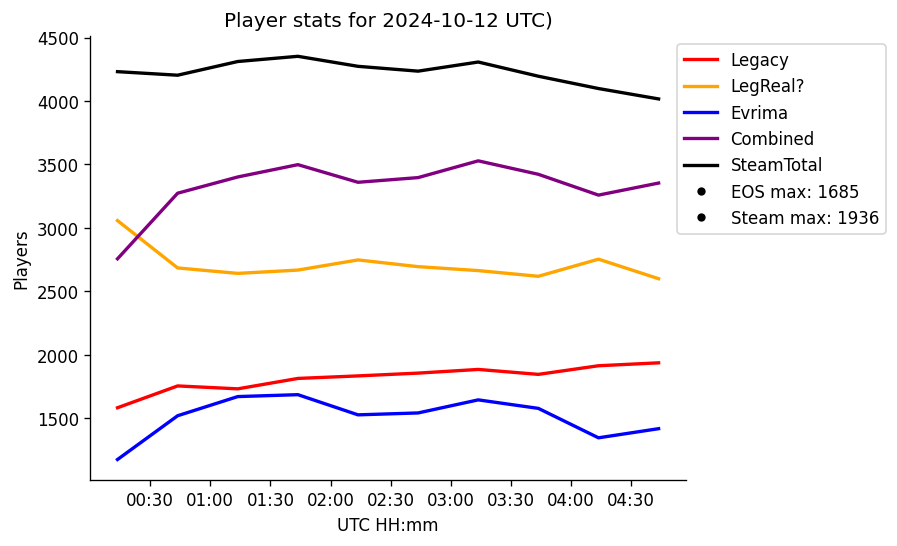 Player stats for 2024-10-12 UTC)
4500
4000
3500
3000
2500
2000
1500
Players
00:30 01:00 01:30 02:00 02:30 03:00 03:30 04:00 04:30
UTC HH:mm
Legacy
LegReal?
Evrima
Combined
SteamTotal
EOS max: 1685
Steam max: 1936